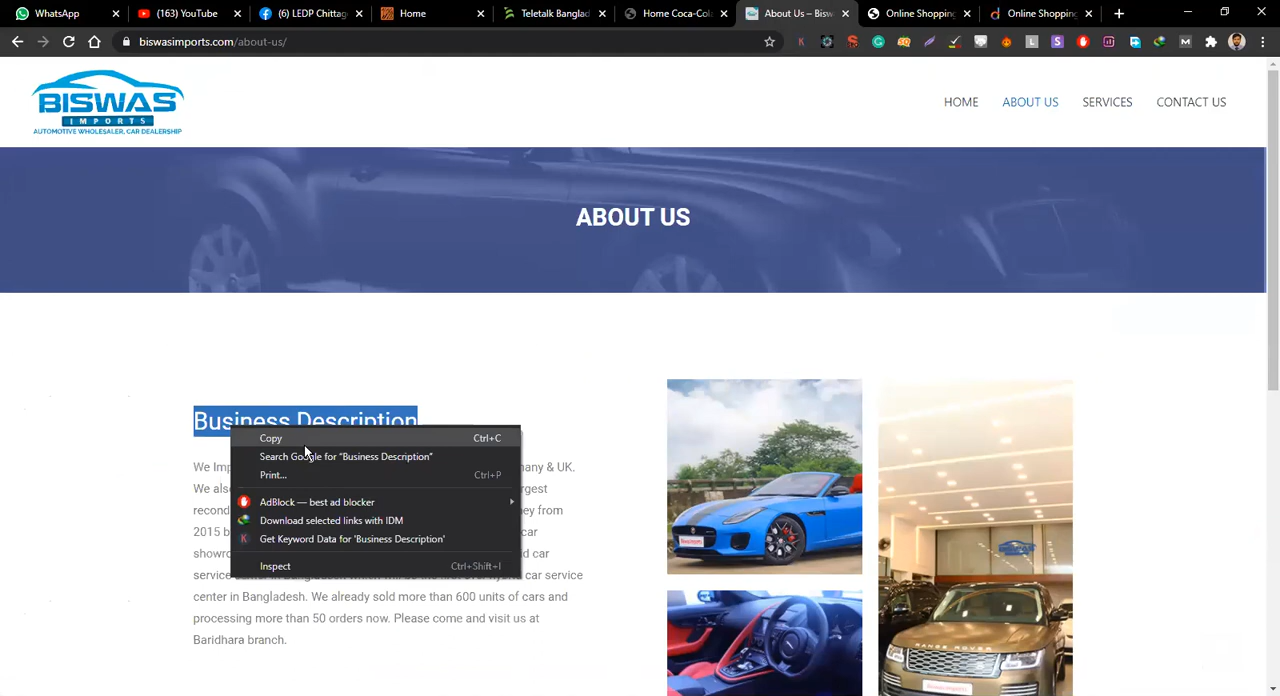 WhatsApp
(163) YouTube
(6) LEDP Chittag
Home
Teletalk Banglad
Home Coca-Col
About Us – Bisw
Online Shopping
Online Shopping
biswasimports.com/about-us/
BISWAS
IMPORTS
AUTOMOTIVE WHOLESALER, CAR DEALERSHIP
HOME
ABOUT US
SERVICES
CONTACT US
ABOUT US
Business Description
Copy Ctrl+C
Search Google for “Business Description”
Print... Ctrl+P
AdBlock — best ad blocker
Download selected links with IDM
Get Keyword Data for 'Business Description'
Inspect Ctrl+Shift+I
We Imp
many & UK.
We also
rgest
recond
ey from
2015 b
car
showro
id car
service
car service
center in Bangladesh. We already sold more than 600 units of cars and
processing more than 50 orders now. Please come and visit us at
Baridhara branch.
RANGE ROVER